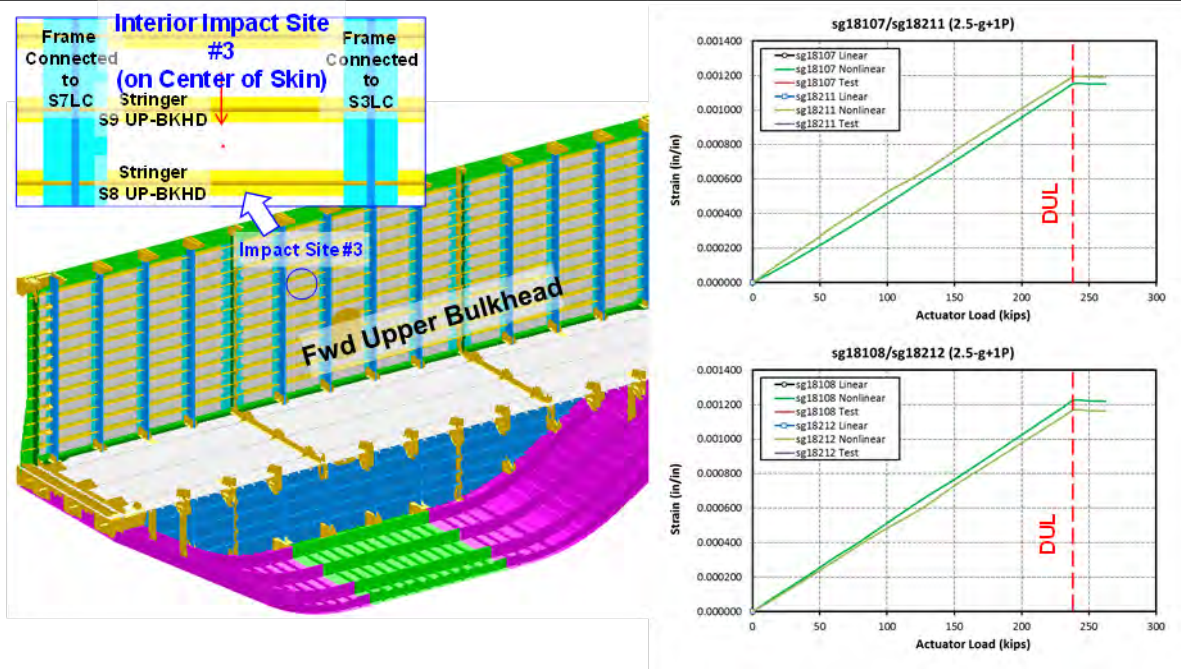 Interior Impact Site
#3
(on Center of Skin)
Frame
Connected
to
S7LC
Frame
Connected
to
S3LC
Stringer
S9 UP-BKHD
Stringer
S8 UP-BKHD
Impact Site#3
Fwd Upper Bulkhead
sg18107/sg18211 (2.5-g+1P)
Strain (in/in)
0.001400
0.001200
0.001000
0.000800
0.000600
0.000400
0.000200
0.000000
sg18107 Linear
sg18107 Nonlinear
sg18107 Test
sg18211 Linear
sg18211 Nonlinear
sg18211 Test
DUL
0 50 100 150 200 250 300
Actuator Load (kips)
sg18108/sg18212 (2.5-g+1P)
Strain (in/in)
0.001400
0.001200
0.001000
0.000800
0.000600
0.000400
0.000200
0.000000
sg18108 Linear
sg18108 Nonlinear
sg18108 Test
sg18212 Linear
sg18212 Nonlinear
sg18212 Test
DUL
0 50 100 150 200 250 300
Actuator Load (kips)